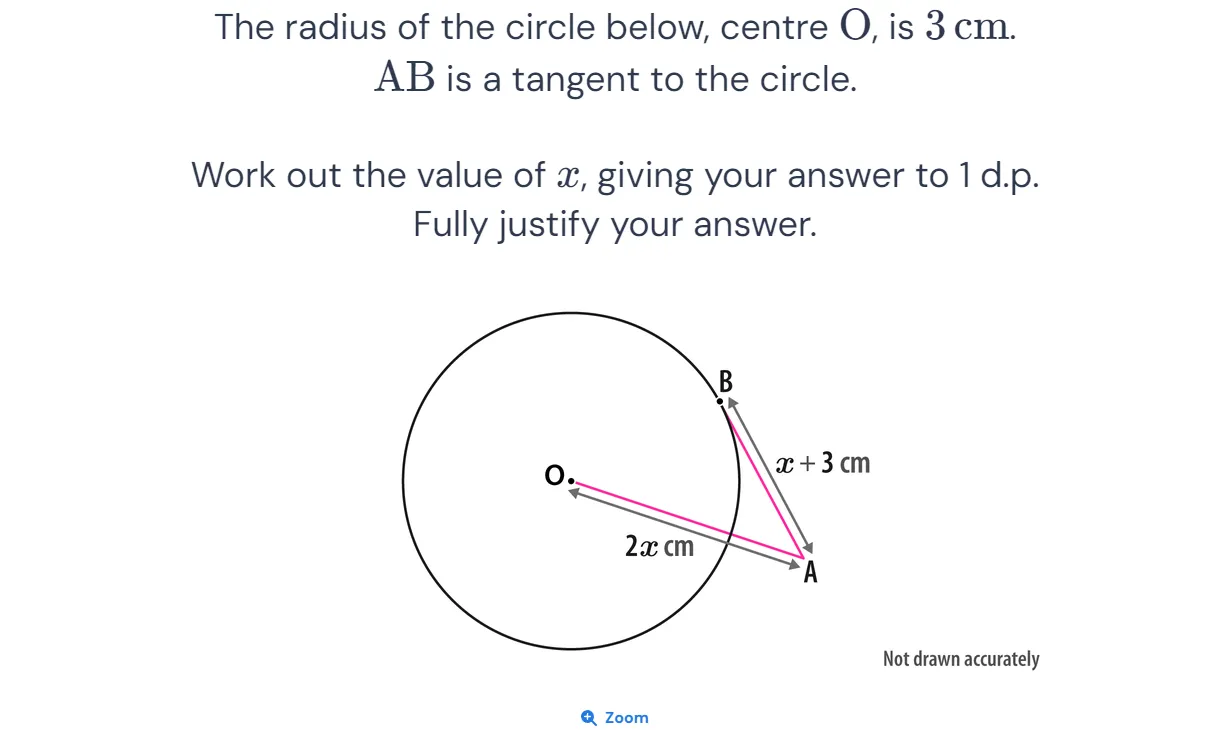 The radius of the circle below, centre O, is 3 cm.
AB is a tangent to the circle.
Work out the value of x, giving your answer to 1 d.p.
Fully justify your answer.
B
x + 3 cm
O
2x cm
A
Not drawn accurately
Zoom